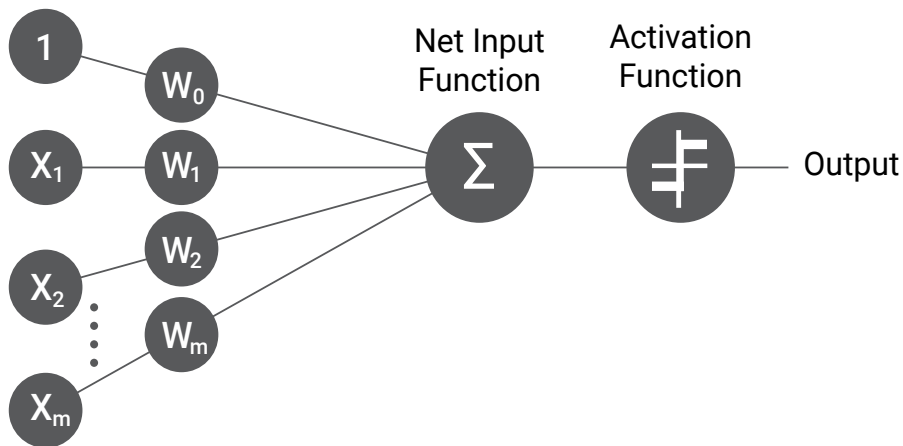 1
W₀
Net Input
Function
Activation
Function
X₁
W₁
Σ
Output
X₂
W₂
Xₘ
Wₘ